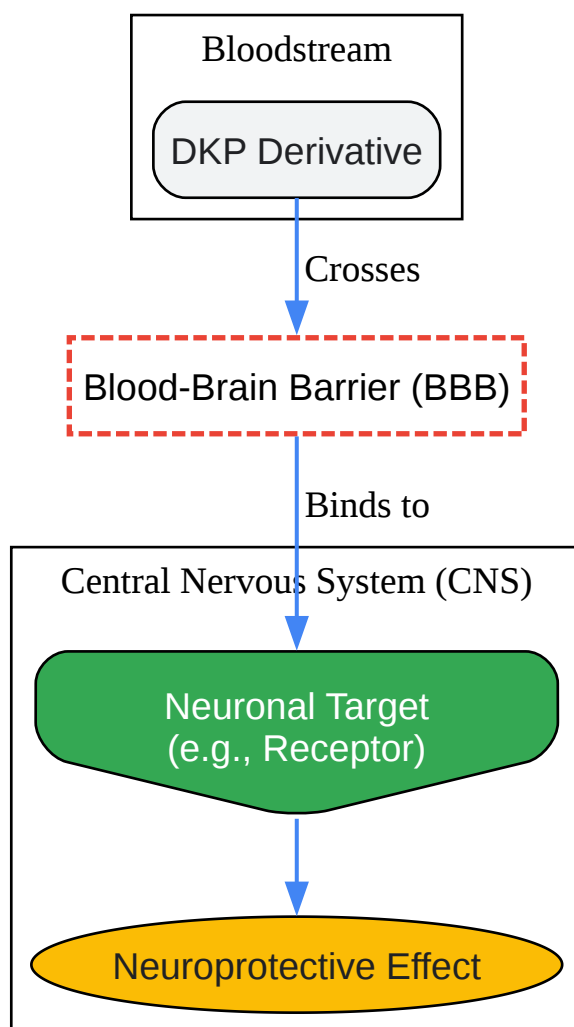 Bloodstream
DKP Derivative
Crosses
Blood-Brain Barrier (BBB)
Binds to
Central Nervous System (CNS)
Neuronal Target
(e.g., Receptor)
Neuroprotective Effect